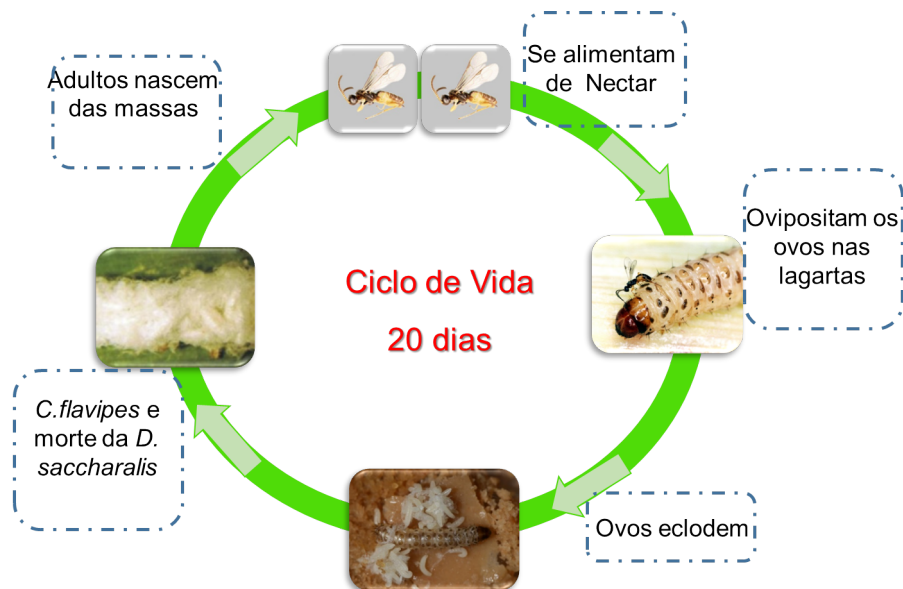 Adultos nascem
das massas
Se alimentam
de Nectar
Ovipositam os
ovos nas
lagartas
Ciclo de Vida
20 dias
C.flavipes e
morte da D.
saccharalis
Ovos eclodem